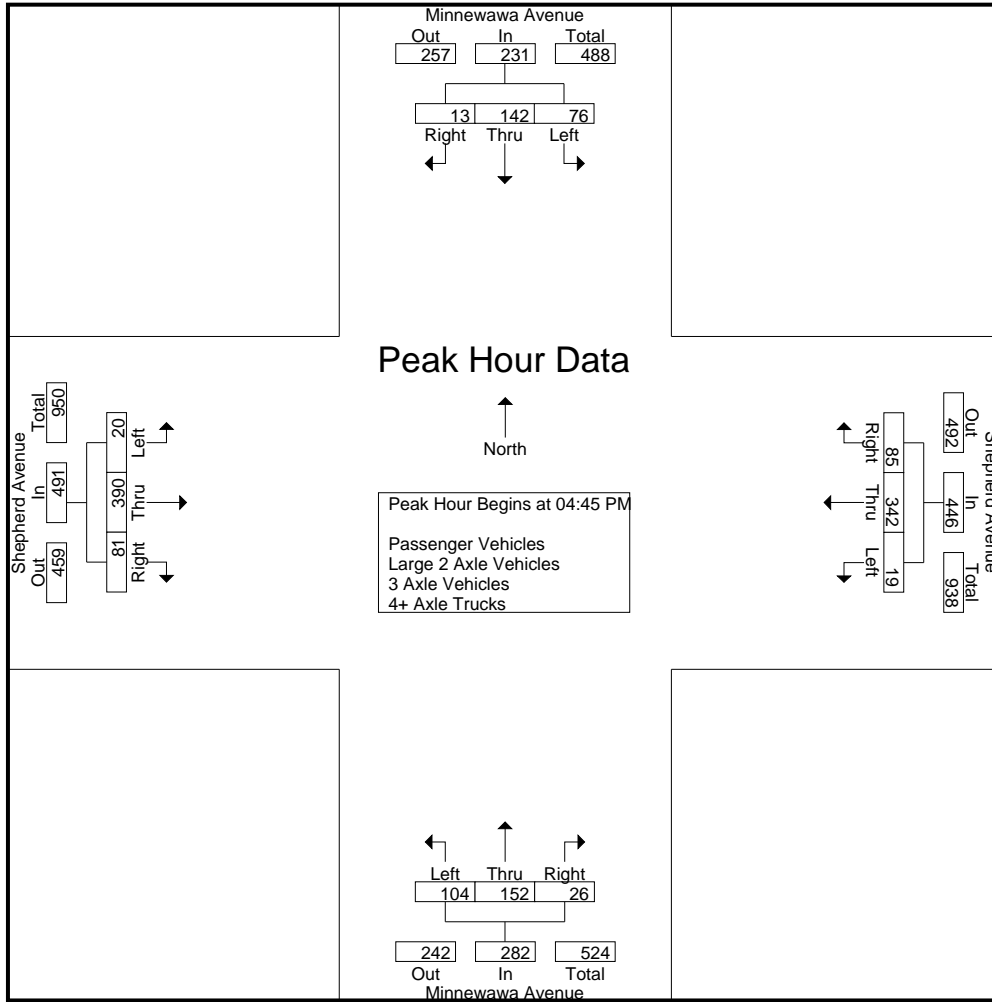 Minnewawa Avenue
Out In Total
257 231 488
13 142 76
Right Thru Left
Peak Hour Data
North
Peak Hour Begins at 04:45 PM
Passenger Vehicles
Large 2 Axle Vehicles
3 Axle Vehicles
4+ Axle Trucks
Shepherd Avenue
Total In Out
950 491 459
20 390 81
Left Thru Right
Shepherd Avenue
Out In Total
492 446 938
85 342 19
Right Thru Left
Left Thru Right
104 152 26
242 282 524
Out In Total
Minnewawa Avenue